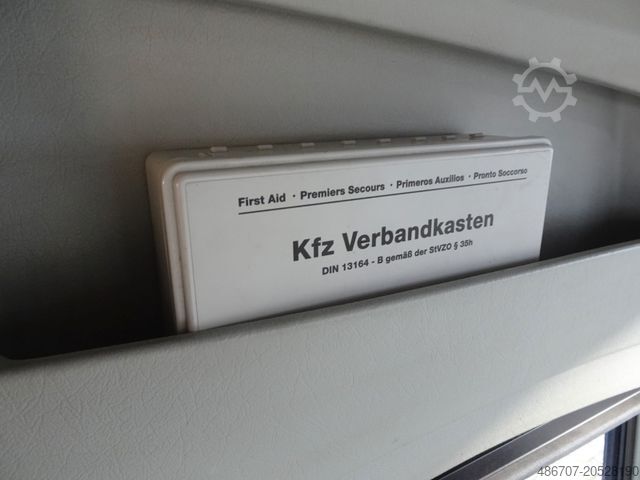 First Aid · Premiers Secours · Primeros Auxilios · Pronto Soccorso
Kfz Verbandkasten
DIN 13164 - B gemäß der StVZO § 35h
486707-20528190